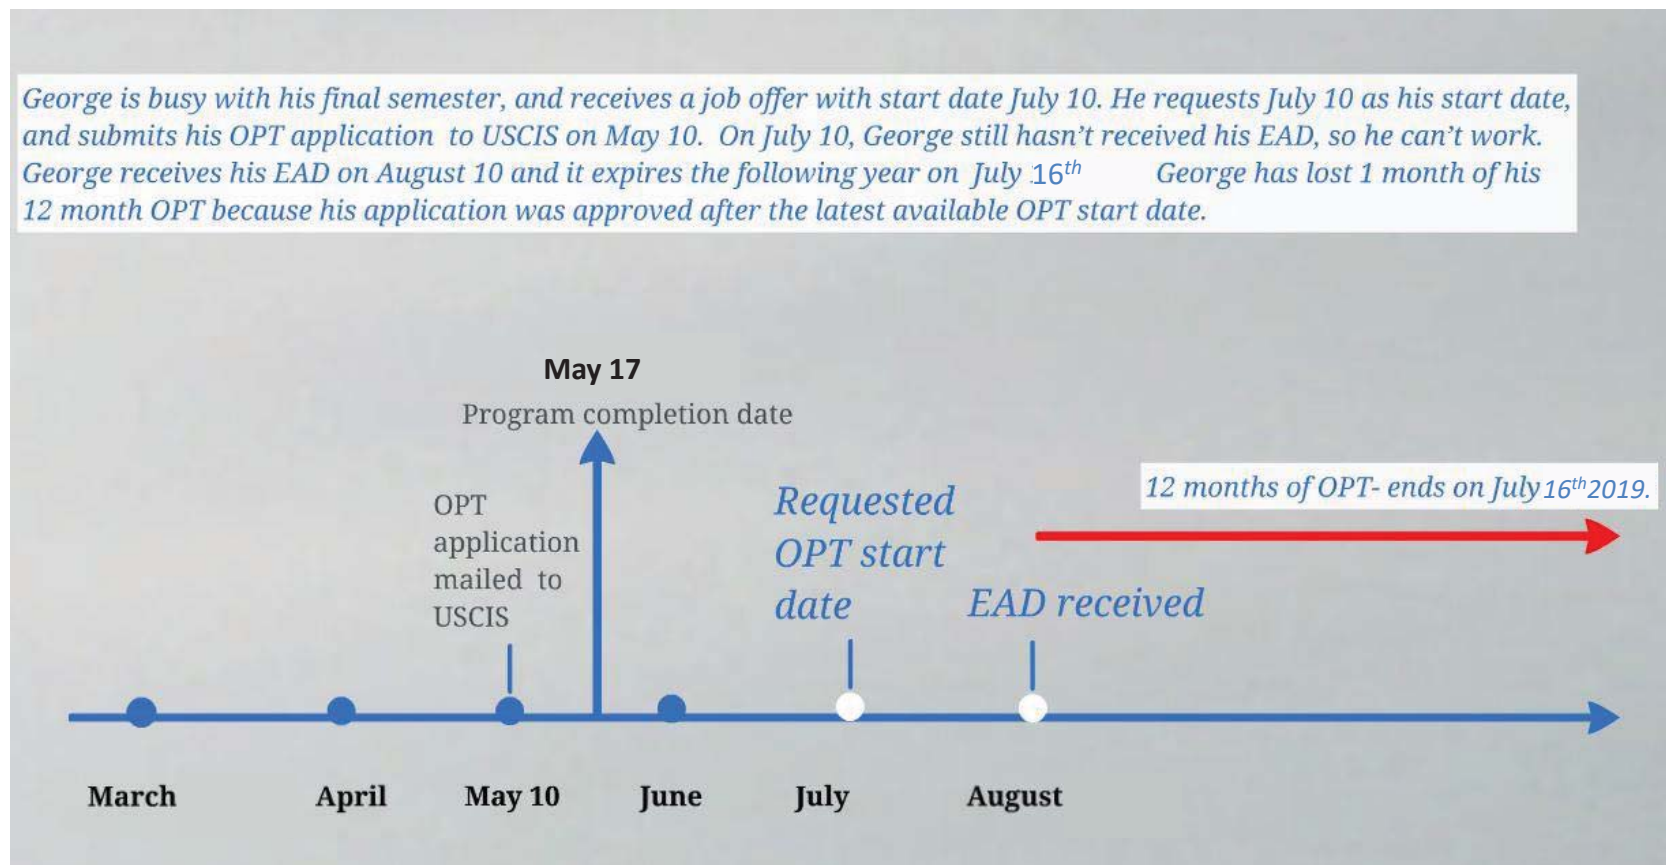 George is busy with his final semester, and receives a job offer with start date July 10. He requests July 10 as his start date,
and submits his OPT application to USCIS on May 10. On July 10, George still hasn't received his EAD, so he can't work.
George receives his EAD on August 10 and it expires the following year on July 16th George has lost 1 month of his
12 month OPT because his application was approved after the latest available OPT start date.
May 17
Program completion date
12 months of OPT- ends on July 16th 2019.
OPT
application
mailed to
USCIS
Requested
OPT start
date
EAD received
March
April
May 10
June
July
August